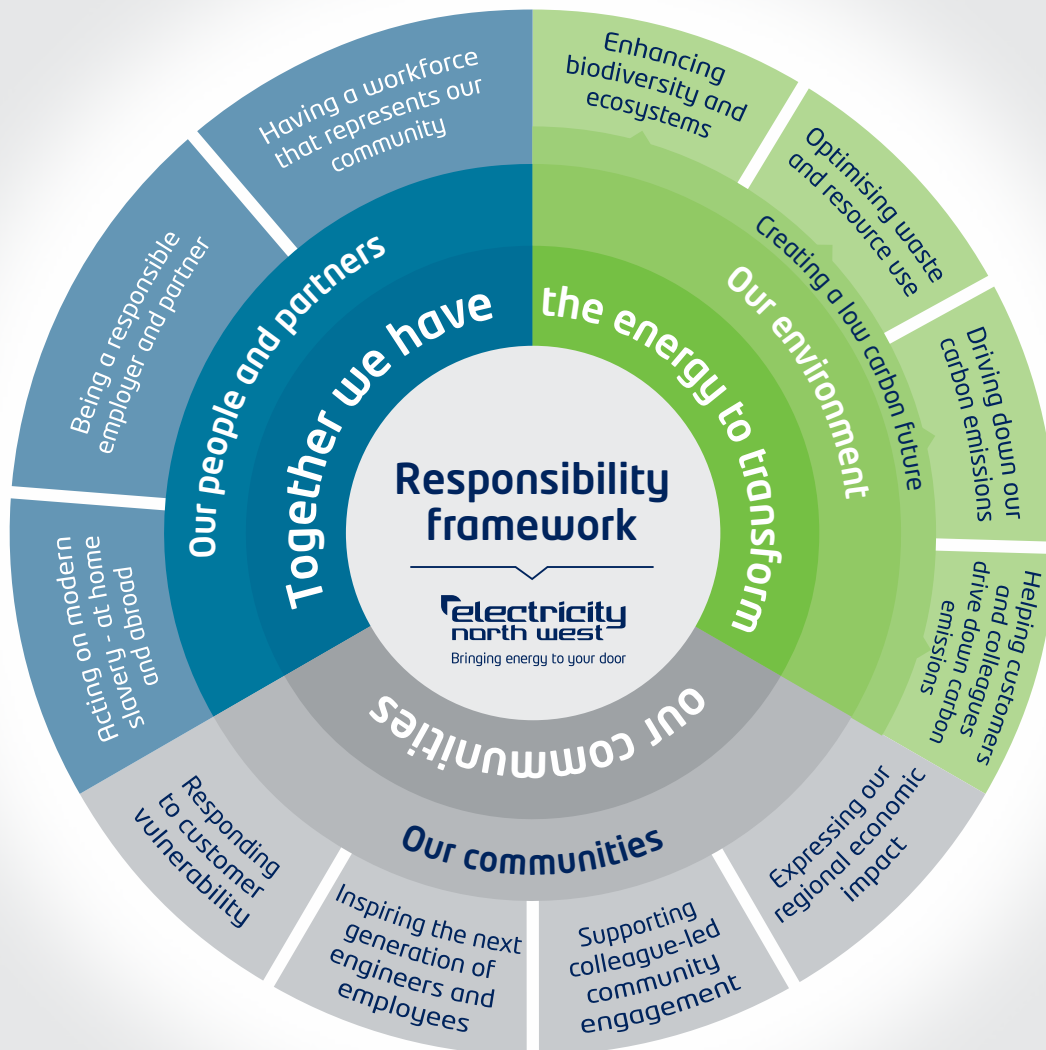 Responsibility
framework
electricity
north west
Bringing energy to your door
Together we have
the energy to transform
our communities
Our people and partners
Having a workforce
that represents our
community
Being a responsible
employer and partner
Acting on modern
slavery - at home
and abroad
Our environment
Creating a low carbon future
Enhancing
biodiversity and
ecosystems
Optimising waste
and resource use
Driving down our
carbon emissions
Helping customers
and colleagues
drive down carbon
emissions
Our communities
Expressing our
regional economic
impact
Supporting
colleague-led
community
engagement
Inspiring the next
generation of
engineers and
employees
Responding
to customer
vulnerability